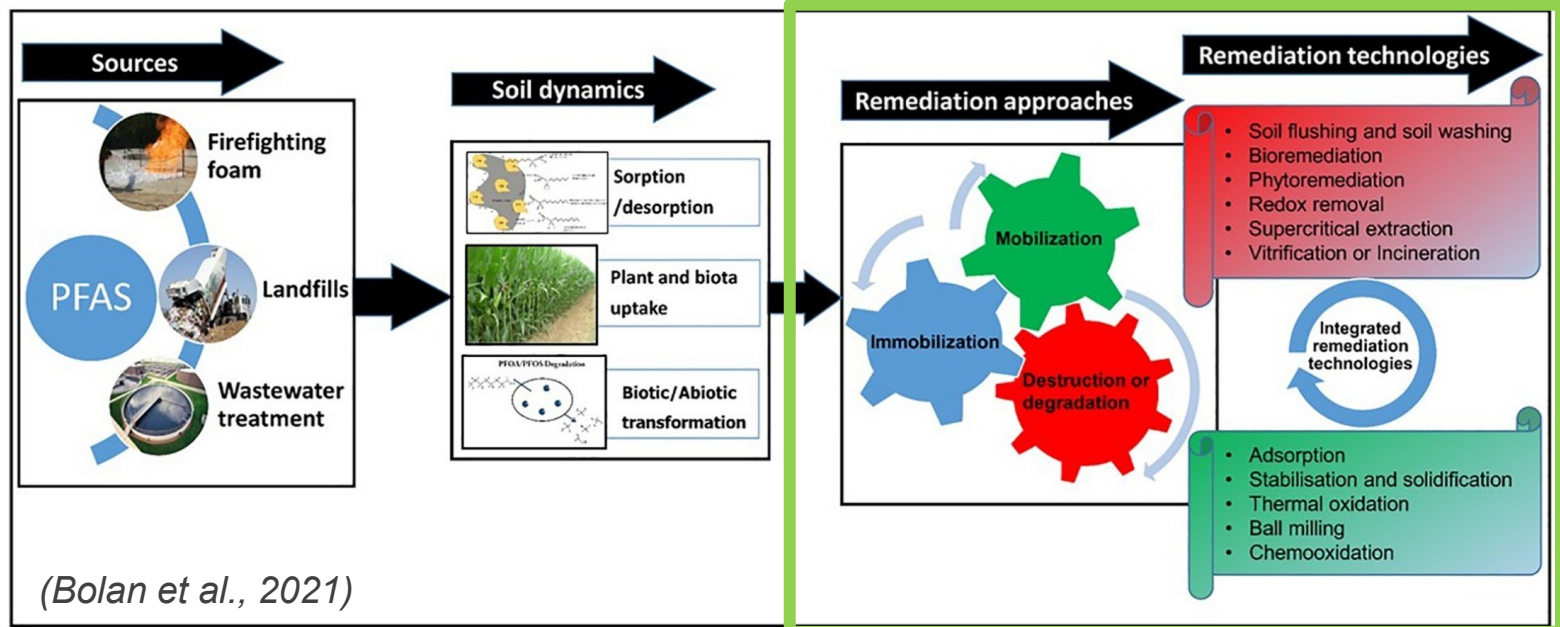 Sources
Firefighting
foam
PFAS
Landfills
Wastewater
treatment
Soil dynamics
Sorption
/desorption
Plant and biota
uptake
PFOA/PFOS Degradation
Biotic/Abiotic
transformation
Remediation approaches
Mobilization
Immobilization
Destruction or
degradation
Remediation technologies
• Soil flushing and soil washing
• Bioremediation
• Phytoremediation
• Redox removal
• Supercritical extraction
• Vitrification or Incineration
Integrated
remediation
technologies
• Adsorption
• Stabilisation and solidification
• Thermal oxidation
• Ball milling
• Chemooxidation
(Bolan et al., 2021)